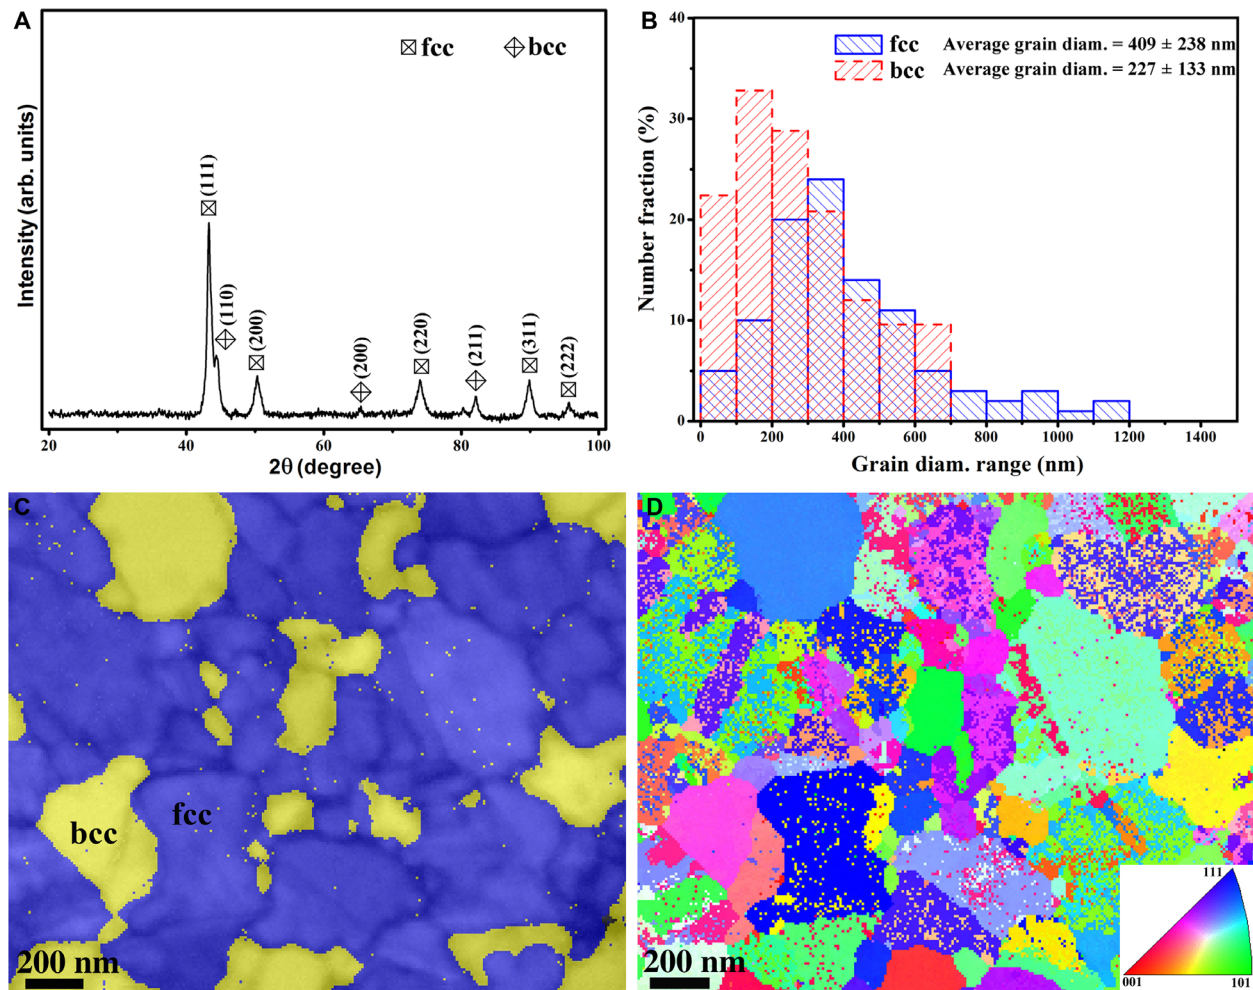 A
fcc
bcc
(111)
(110)
(200)
(200)
(220)
(211)
(311)
(222)
Intensity (arb. units)
20 40 60 80 100
2θ (degree)
B
fcc Average grain diam. = 409 ± 238 nm
bcc Average grain diam. = 227 ± 133 nm
40
30
20
10
0
Number fraction (%)
0 200 400 600 800 1000 1200 1400
Grain diam. range (nm)
C
bcc
fcc
200 nm
D
200 nm
111
001
101